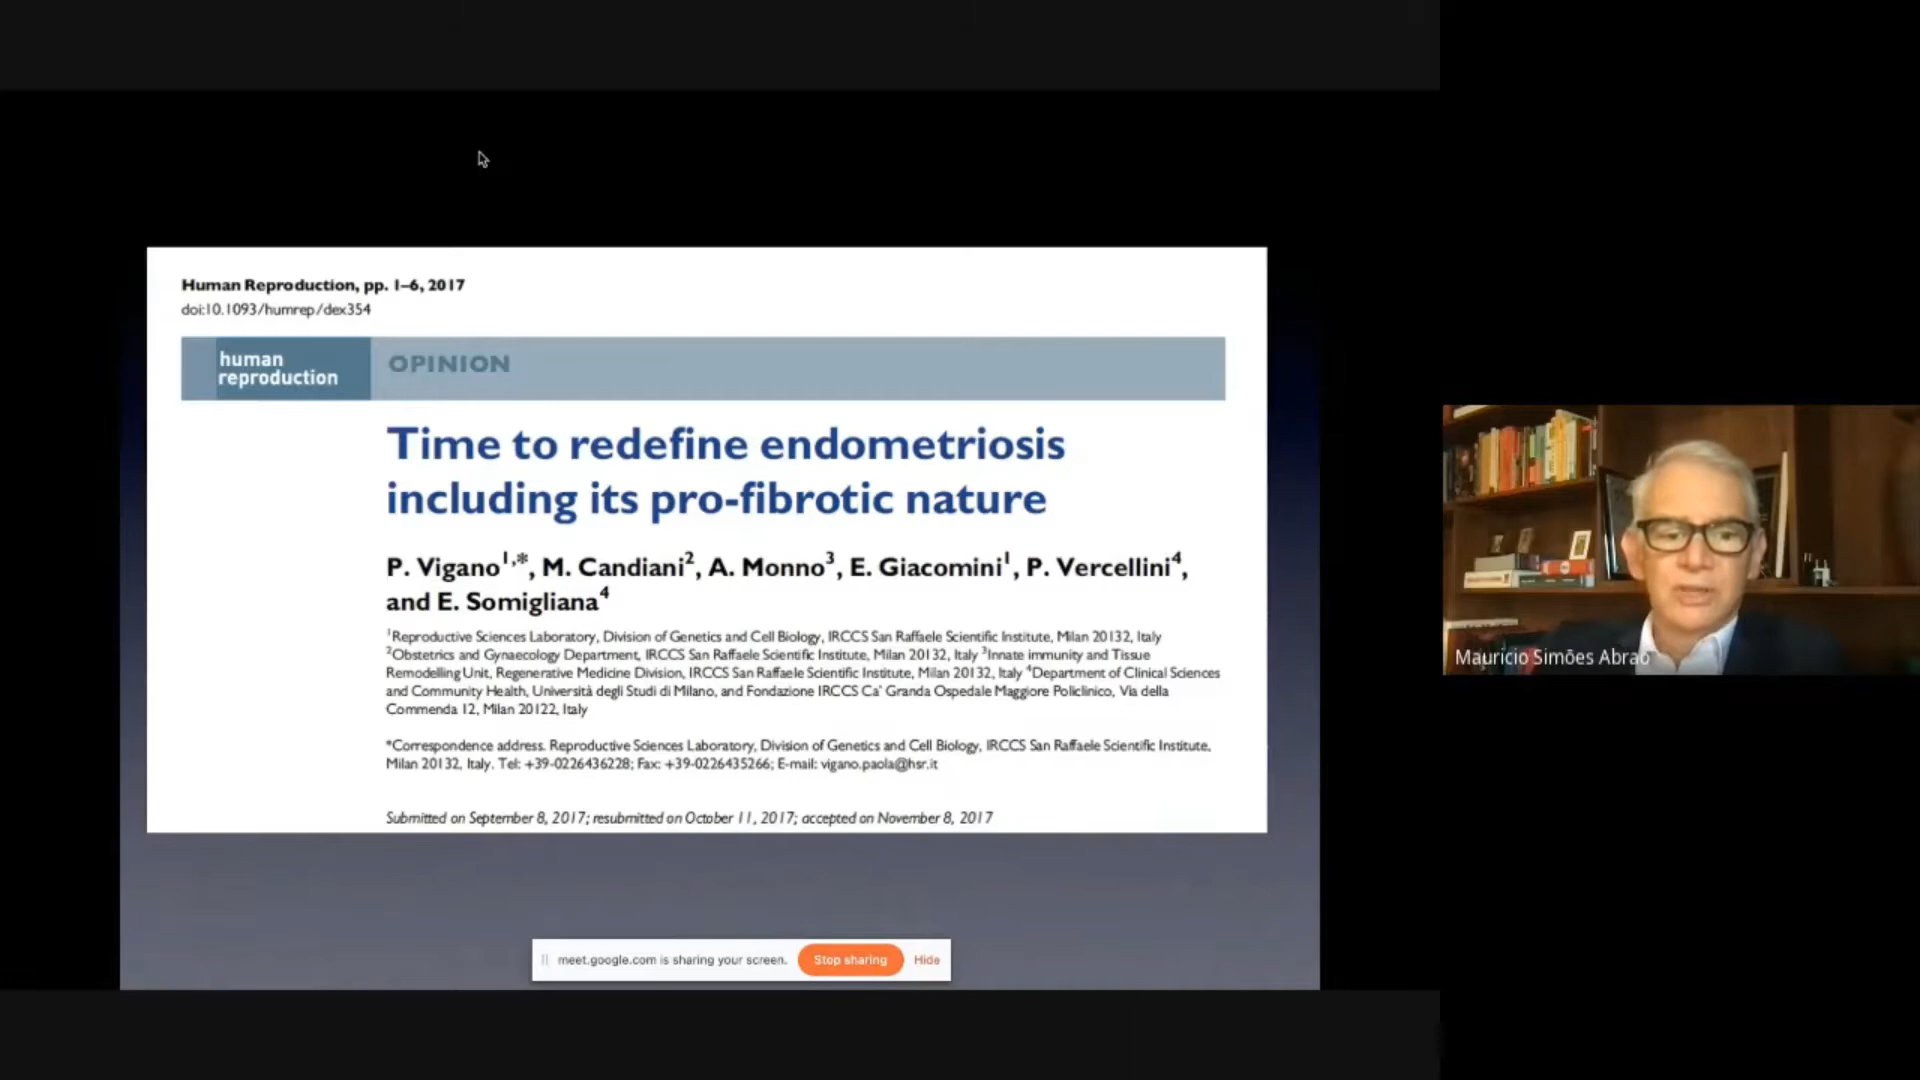 Human Reproduction, pp. 1–6, 2017
doi:10.1093/humrep/dex354
human
reproduction
OPINION
Time to redefine endometriosis
including its pro-fibrotic nature
P. Vigano1,*, M. Candiani2, A. Monno3, E. Giacomini1, P. Vercellini4,
and E. Somigliana4
1Reproductive Sciences Laboratory, Division of Genetics and Cell Biology, IRCCS San Raffaele Scientific Institute, Milan 20132, Italy
2Obstetrics and Gynaecology Department, IRCCS San Raffaele Scientific Institute, Milan 20132, Italy 3Innate immunity and Tissue
Remodelling Unit, Regenerative Medicine Division, IRCCS San Raffaele Scientific Institute, Milan 20132, Italy 4Department of Clinical Sciences
and Community Health, Università degli Studi di Milano, and Fondazione IRCCS Ca' Granda Ospedale Maggiore Policlinico, Via della
Commenda 12, Milan 20122, Italy
*Correspondence address. Reproductive Sciences Laboratory, Division of Genetics and Cell Biology, IRCCS San Raffaele Scientific Institute,
Milan 20132, Italy. Tel: +39-0226436228; Fax: +39-0226435266; E-mail: vigano.paola@hsr.it
Submitted on September 8, 2017; resubmitted on October 11, 2017; accepted on November 8, 2017
meet.google.com is sharing your screen. Stop sharing Hide
Mauricio Simões Abrao